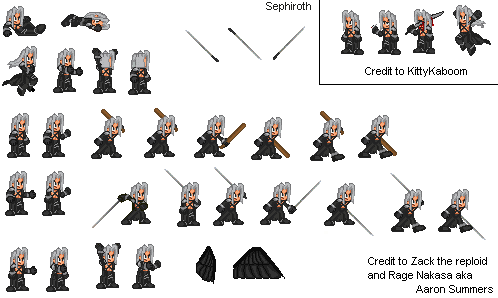 Sephiroth
Credit to KittyKaboom
Credit to Zack the reploid
and Rage Nakasa aka
Aaron Summers